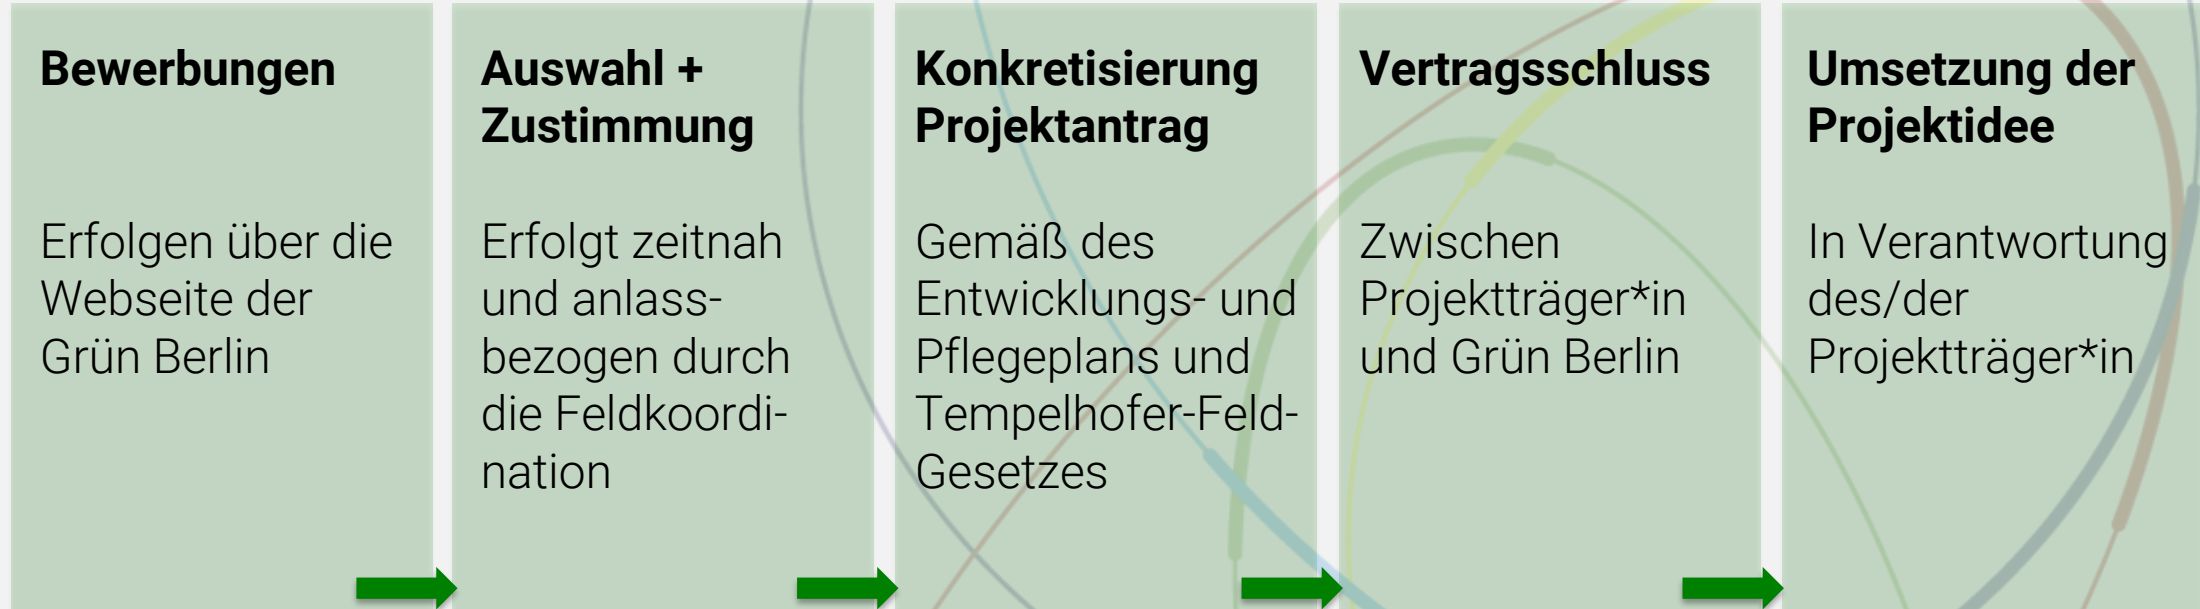 Bewerbungen
Erfolgen über die
Webseite der
Grün Berlin
Auswahl +
Zustimmung
Erfolgt zeitnah
und anlass-
bezogen durch
die Feldkoordi-
nation
Konkretisierung
Projektantrag
Gemäß des
Entwicklungs- und
Pflegeplans und
Tempelhofer-Feld-
Gesetzes
Vertragsschluss
Zwischen
Projektträger*in
und Grün Berlin
Umsetzung der
Projektidee
In Verantwortung
des/der
Projektträger*in